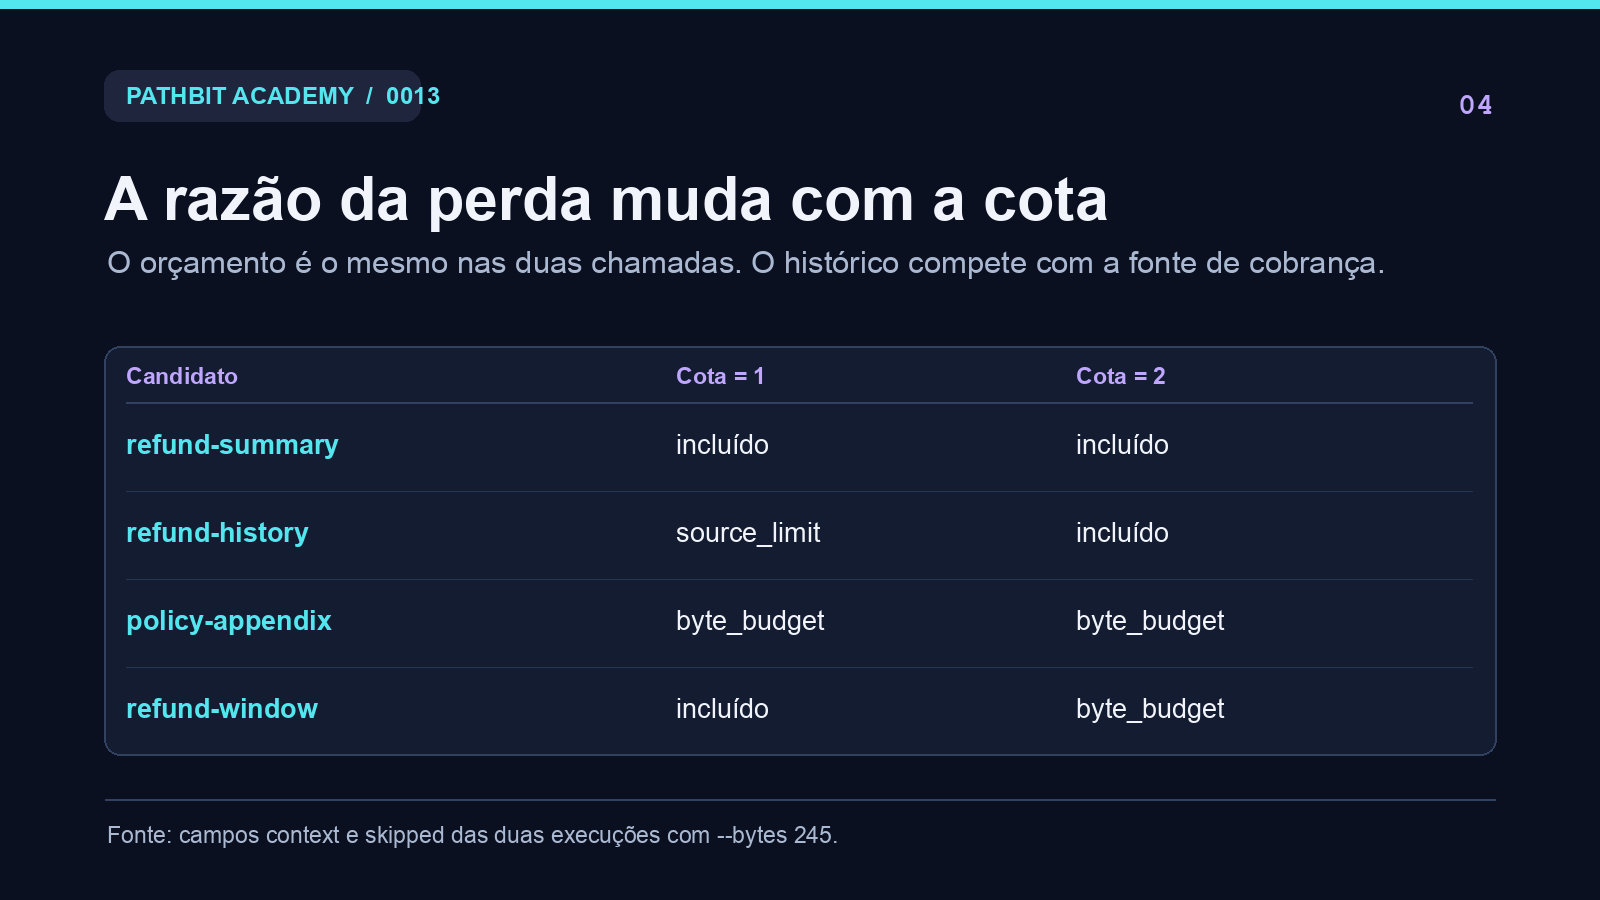 PATHBIT ACADEMY / 0013
04
A razão da perda muda com a cota
O orçamento é o mesmo nas duas chamadas. O histórico compete com a fonte de cobrança.
Candidato Cota = 1 Cota = 2
refund-summary incluído incluído
refund-history source_limit incluído
policy-appendix byte_budget byte_budget
refund-window incluído byte_budget
Fonte: campos context e skipped das duas execuções com --bytes 245.